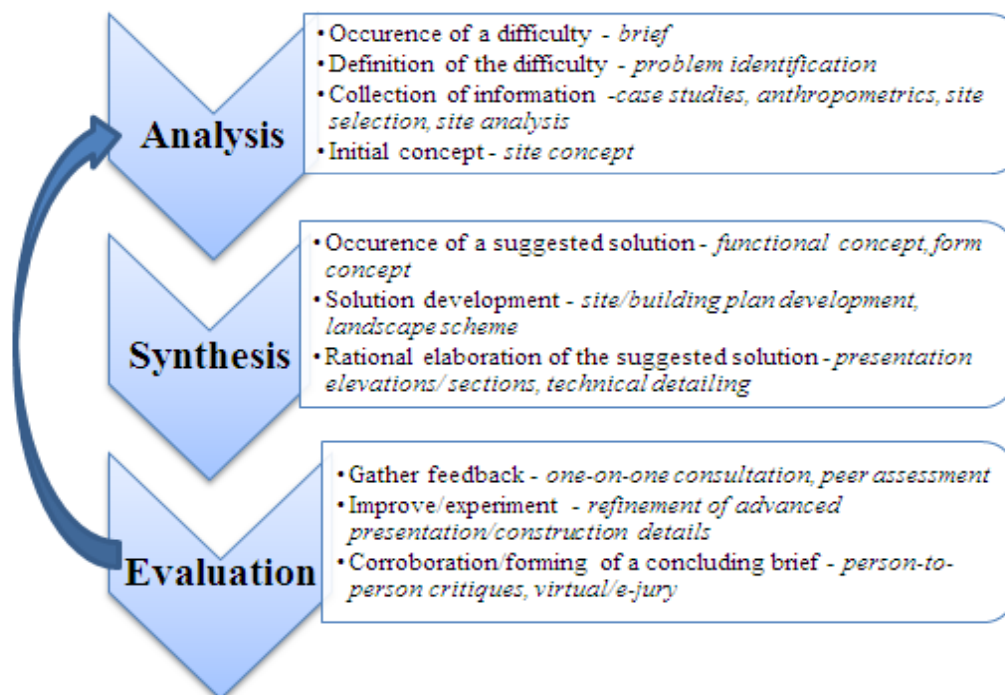 Analysis
• Occurence of a difficulty - brief
• Definition of the difficulty - problem identification
• Collection of information -case studies, anthropometrics, site
selection, site analysis
• Initial concept - site concept
Synthesis
• Occurence of a suggested solution - functional concept, form
concept
• Solution development - site/building plan development,
landscape scheme
• Rational elaboration of the suggested solution - presentation
elevations/ sections, technical detailing
Evaluation
• Gather feedback - one-on-one consultation, peer assessment
• Improve/experiment - refinement of advanced
presentation/construction details
• Corroboration/forming of a concluding brief - person-to-
person critiques, virtual/e-jury